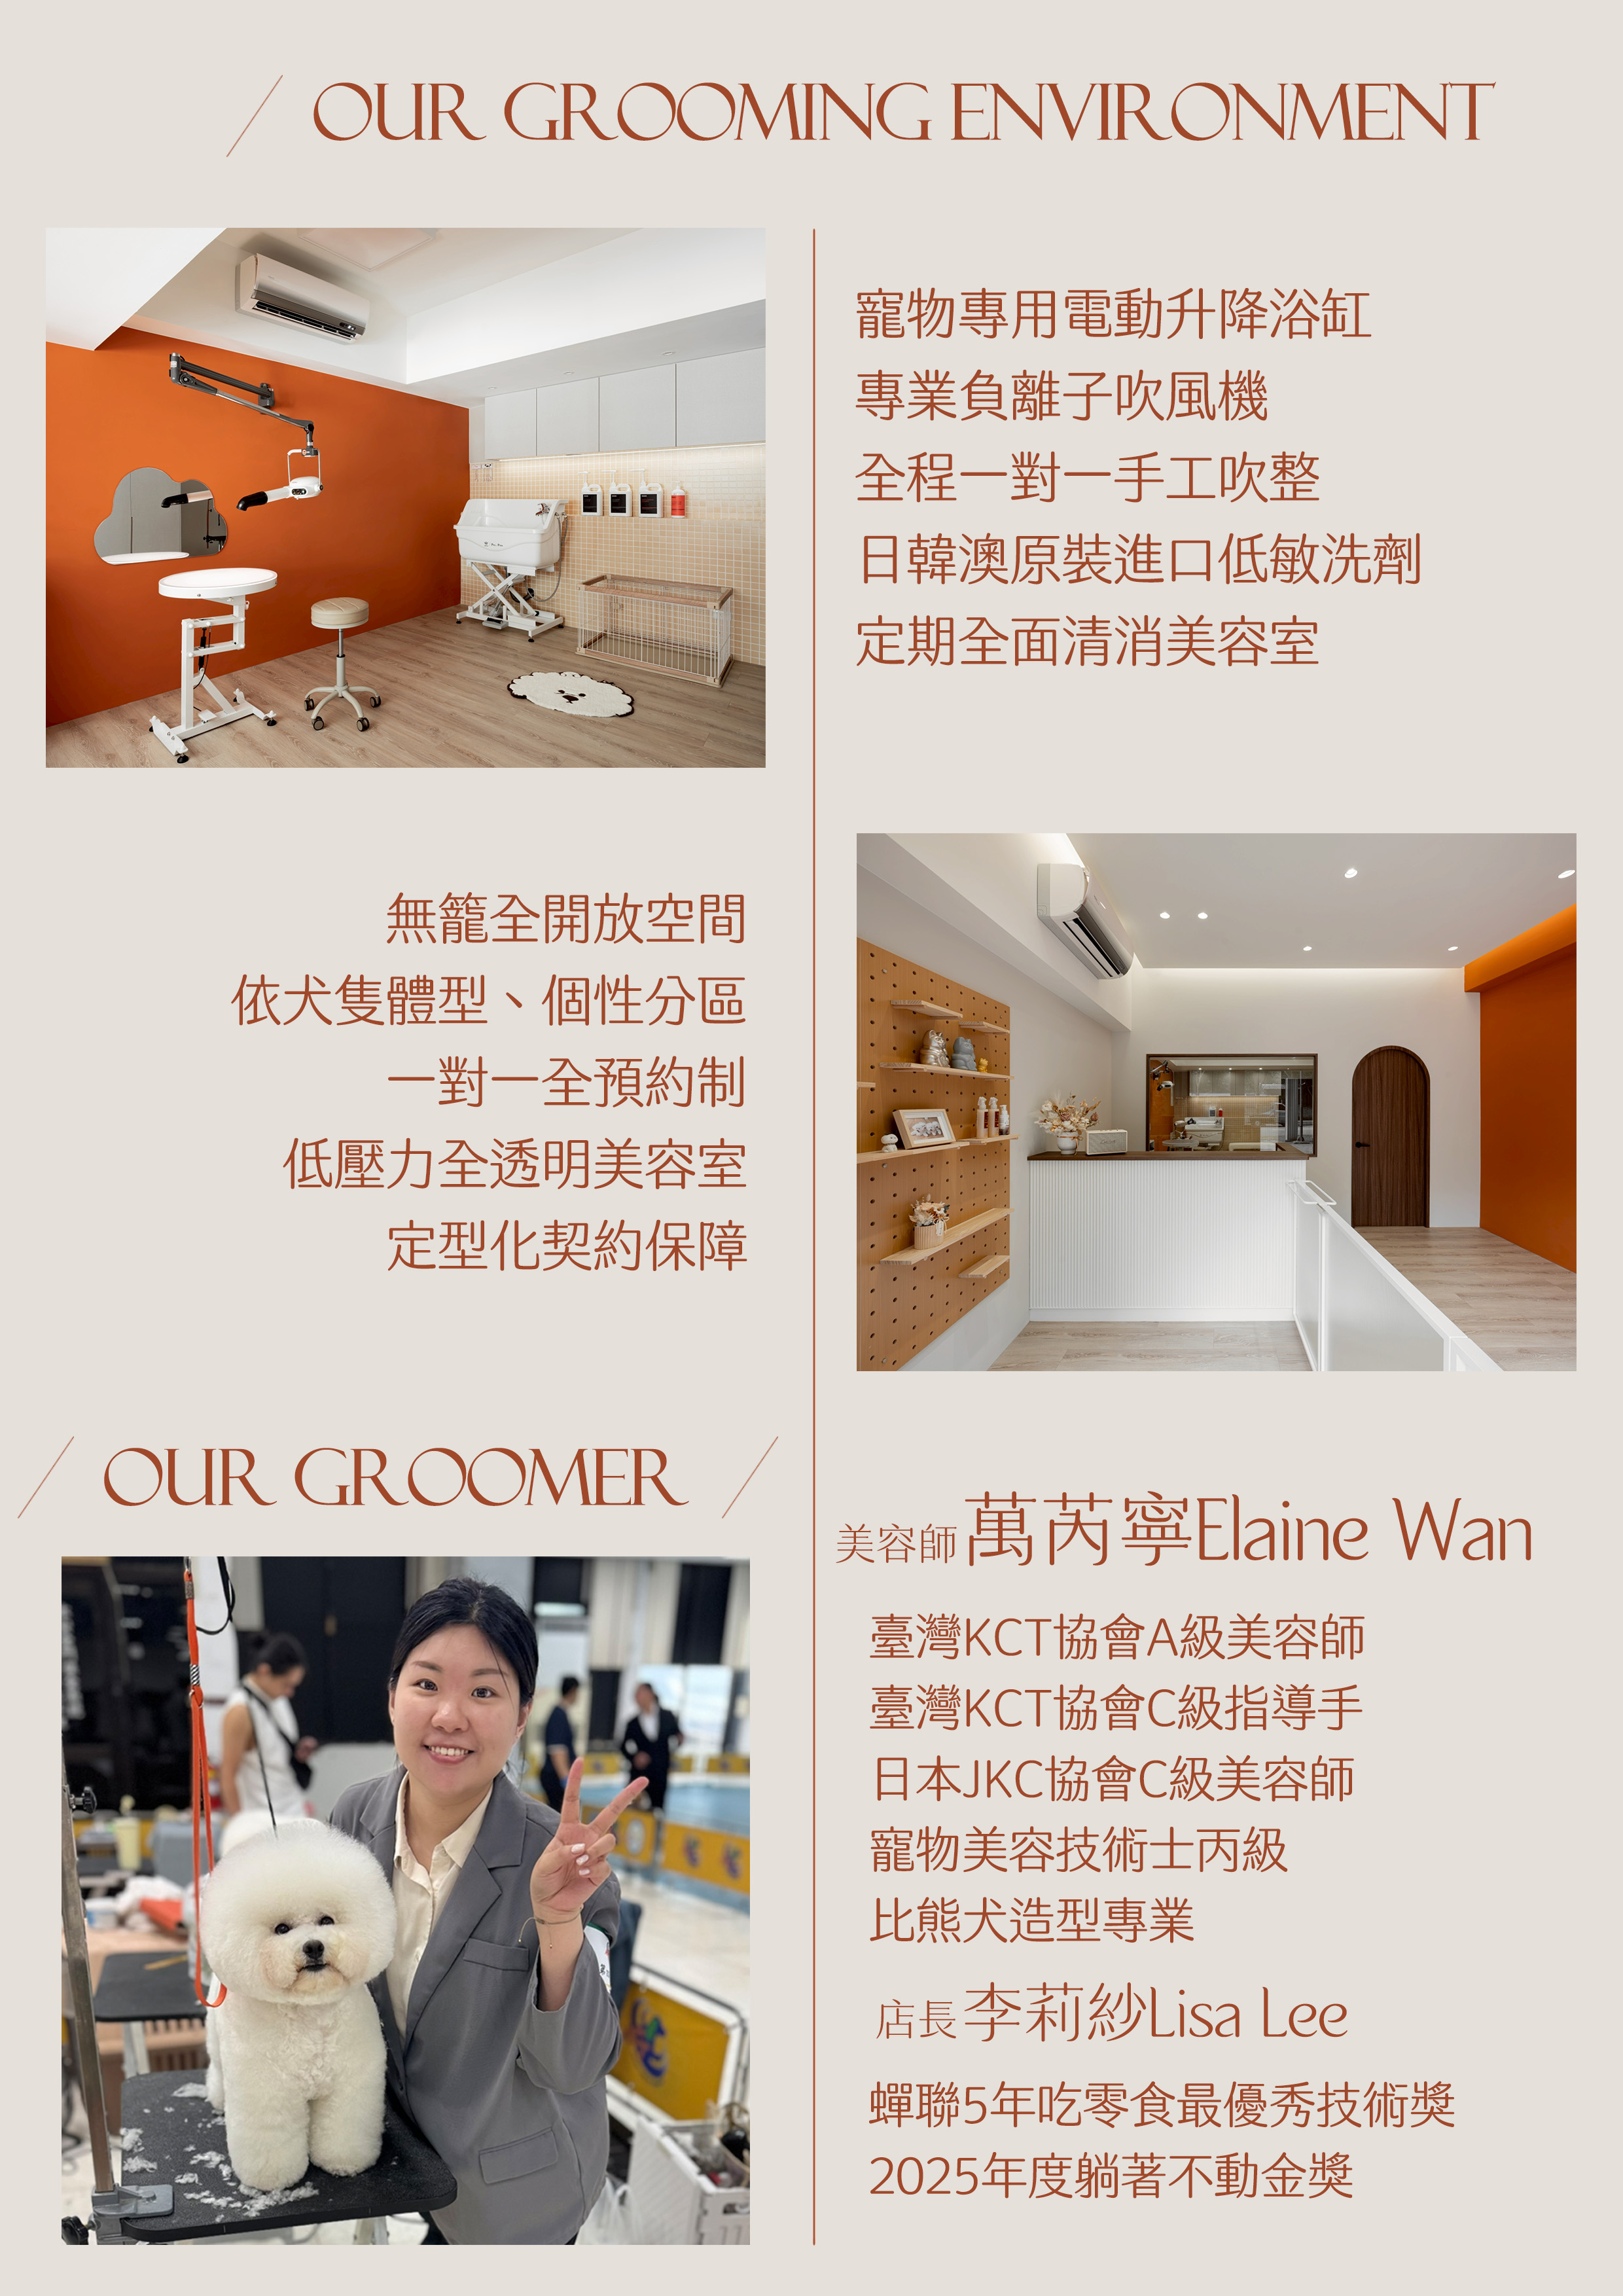 OUR GROOMING ENVIRONMENT
寵物專用電動升降浴缸
專業負離子吹風機
全程一對一手工吹整
日韓澳原裝進口低敏洗劑
定期全面清消美容室
無籠全開放空間
依犬隻體型、個性分區
一對一全預約制
低壓力全透明美容室
定型化契約保障
OUR GROOMER
美容師萬芮寧Elaine Wan
臺灣KCT協會A級美容師
臺灣KCT協會C級指導手
日本JKC協會C級美容師
寵物美容技術士丙級
比熊犬造型專業
店長李莉紗Lisa Lee
蟬聯5年吃零食最優秀技術獎
2025年度躺著不動金獎